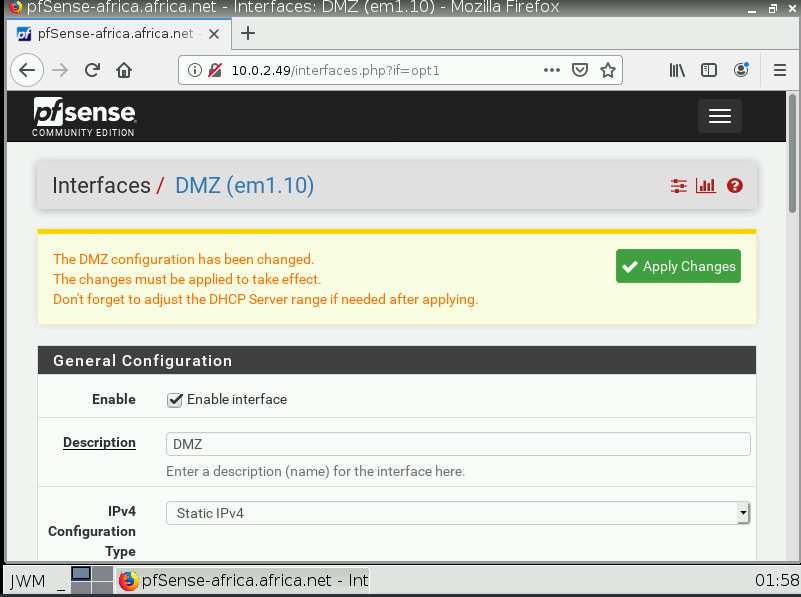 pfSense-africa.africa.net - Interfaces: DMZ (em1.10) - Mozilla Firefox
pfSense-africa.africa.net -
10.0.2.49/interfaces.php?if=opt1
pfsense
COMMUNITY EDITION
Interfaces / DMZ (em1.10)
The DMZ configuration has been changed.
The changes must be applied to take effect.
Don't forget to adjust the DHCP Server range if needed after applying.
Apply Changes
General Configuration
Enable
Enable interface
Description
DMZ
Enter a description (name) for the interface here.
IPv4
Configuration
Type
Static IPv4
JWM _
pfSense-africa.africa.net - Int
01:58